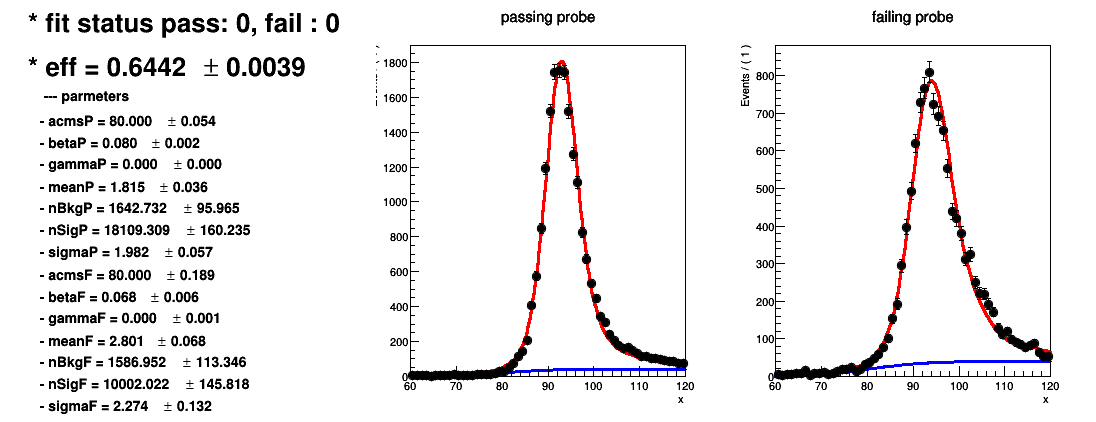 * fit status pass: 0, fail : 0
* eff = 0.6442 ± 0.0039
--- parmeters
- acmsP = 80.000 ± 0.054
- betaP = 0.080 ± 0.002
- gammaP = 0.000 ± 0.000
- meanP = 1.815 ± 0.036
- nBkgP = 1642.732 ± 95.965
- nSigP = 18109.309 ± 160.235
- sigmaP = 1.982 ± 0.057
- acmsF = 80.000 ± 0.189
- betaF = 0.068 ± 0.006
- gammaF = 0.000 ± 0.001
- meanF = 2.801 ± 0.068
- nBkgF = 1586.952 ± 113.346
- nSigF = 10002.022 ± 145.818
- sigmaF = 2.274 ± 0.132
passing probe
1800
1600
1400
1200
1000
800
600
400
200
0
60 70 80 90 100 110 120
x
failing probe
Events / ( 1 )
800
700
600
500
400
300
200
100
0
60 70 80 90 100 110 120
x